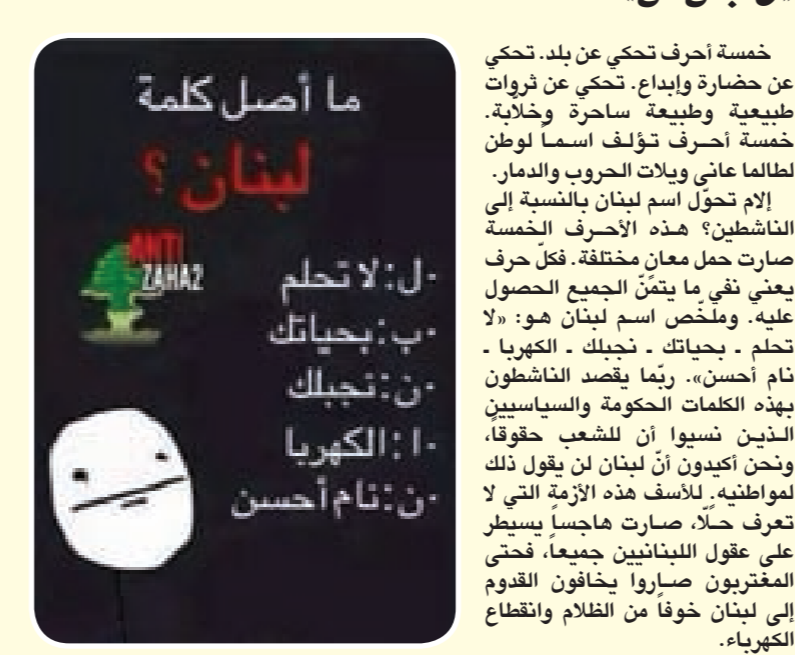 خمسة أحرف تحكي عن بلد. تحكي
عن حضارة وإبداع. تحكي عن ثروات
طبيعية وطبيعة ساحرة وخلّابة.
خمسة أحرف تؤلف اسماً لوطن
لطالما عانى ويلات الحروب والدمار.
إلام تحوّل اسم لبنان بالنسبة إلى
الناشطين؟ هذه الأحرف الخمسة
صارت حمل معانٍ مختلفة. فكلّ حرف
يعني نفي ما يتمنّ الجميع الحصول
عليه. وملخّص اسم لبنان هو: «لا
تحلم ـ بحياتك ـ نجبلك ـ الكهربا ـ
نام أحسن». ربّما يقصد الناشطون
بهذه الكلمات الحكومة والسياسيين
الذين نسيوا أن للشعب حقوقاً،
ونحن أكيدون أنّ لبنان لن يقول ذلك
لمواطنيه. للأسف هذه الأزمة التي لا
تعرف حلّا، صارت هاجساً يسيطر
على عقول اللبنانيين جميعاً، فحتى
المغتربون صاروا يخافون القدوم
إلى لبنان خوفاً من الظلام وانقطاع
الكهرباء.
ما أصل كلمة
لبنان ؟
ANTI
ZAHA2
·ل: لا تحلم
·ب: بحياتك
·ن: نجبلك
·ا: الكهربا
·ن: نام أحسن